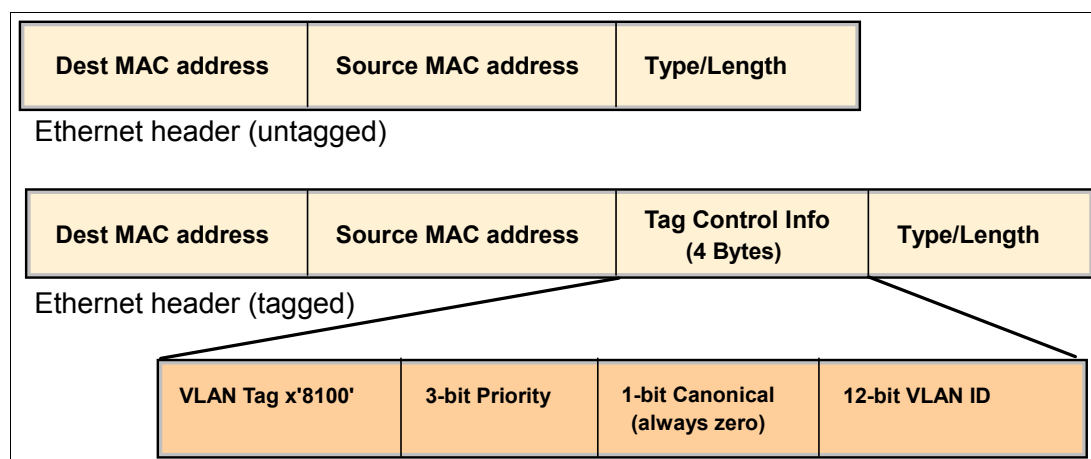 Dest MAC address Source MAC address Type/Length
Ethernet header (untagged)
Dest MAC address Source MAC address Tag Control Info
(4 Bytes) Type/Length
Ethernet header (tagged)
VLAN Tag x'8100' 3-bit Priority 1-bit Canonical
(always zero) 12-bit VLAN ID